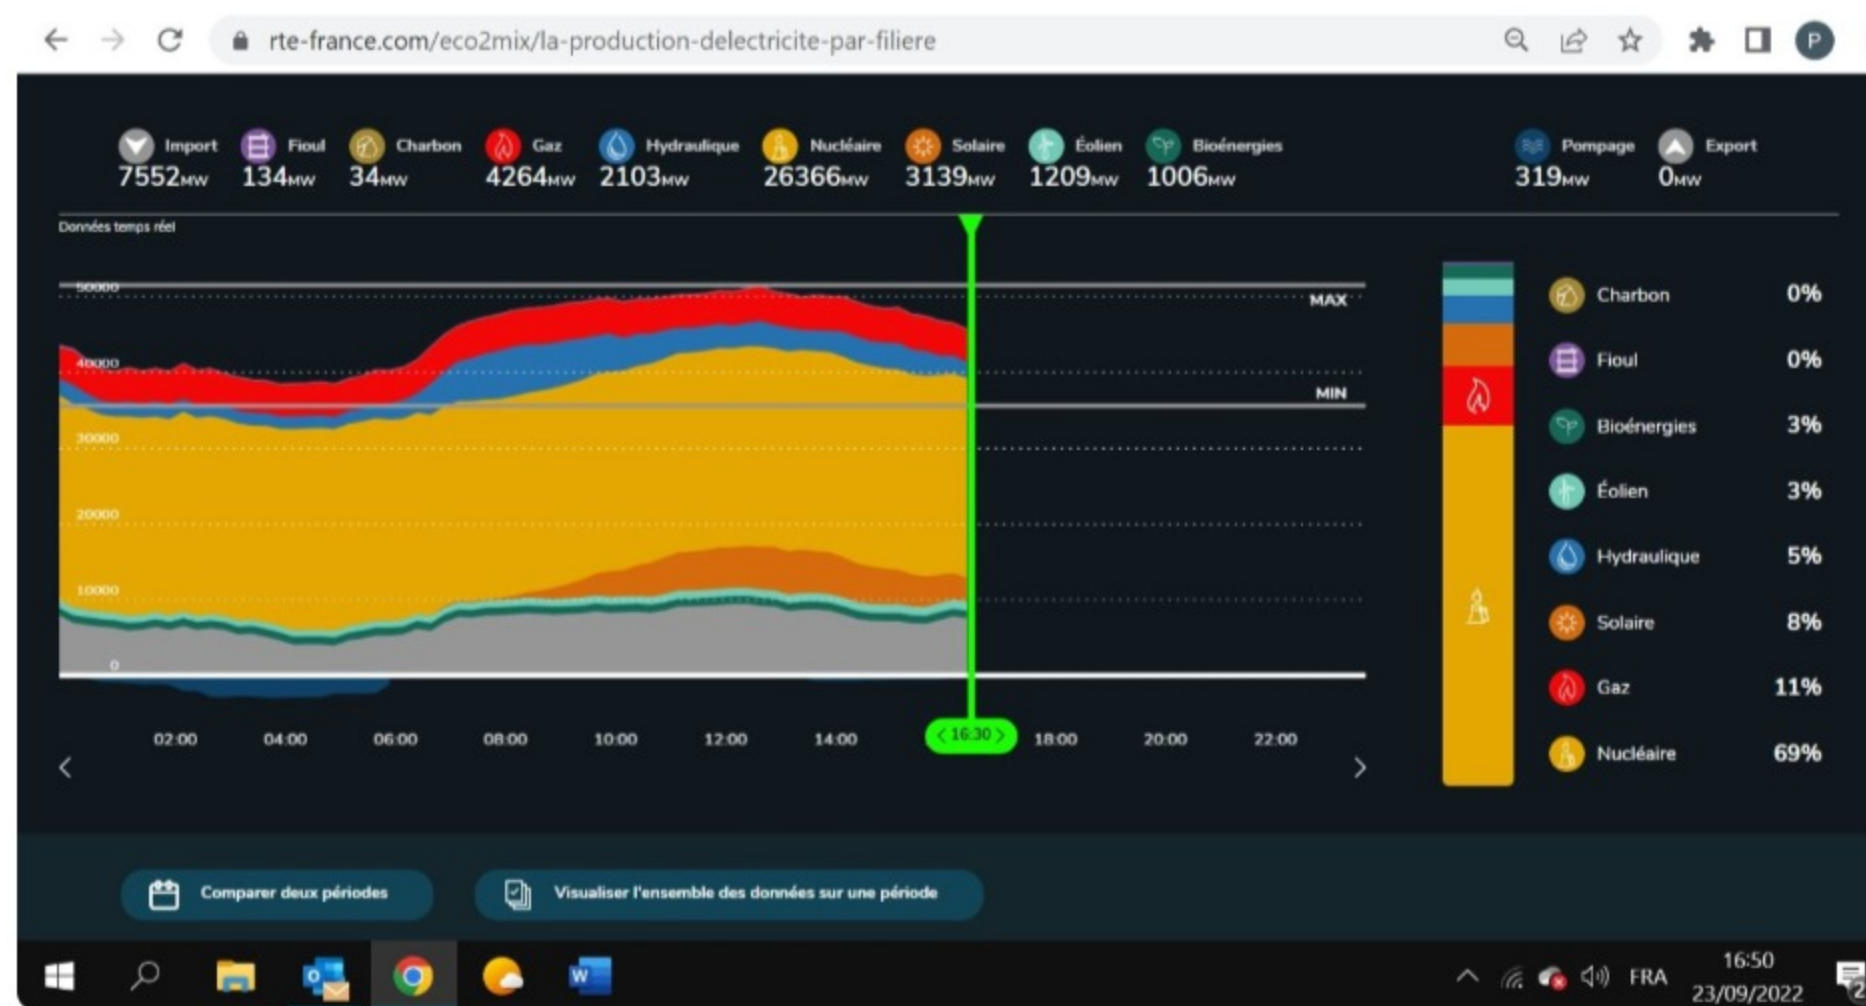 rte-france.com/eco2mix/la-production-delectricite-par-filiere
P
Import Fioul Charbon Gaz Hydraulique Nucléaire Solaire Éolien Bioénergies Pompage Export
7552MW 134MW 34MW 4264MW 2103MW 26366MW 3139MW 1209MW 1006MW 319MW 0MW
Données temps réel
50000
MAX
40000
MIN
30000
20000
10000
0
02:00 04:00 06:00 08:00 10:00 12:00 14:00 < 16:30 > 18:00 20:00 22:00
Charbon 0%
Fioul 0%
Bioénergies 3%
Éolien 3%
Hydraulique 5%
Solaire 8%
Gaz 11%
Nucléaire 69%
Comparer deux périodes
Visualiser l'ensemble des données sur une période
FRA
16:50
23/09/2022
2